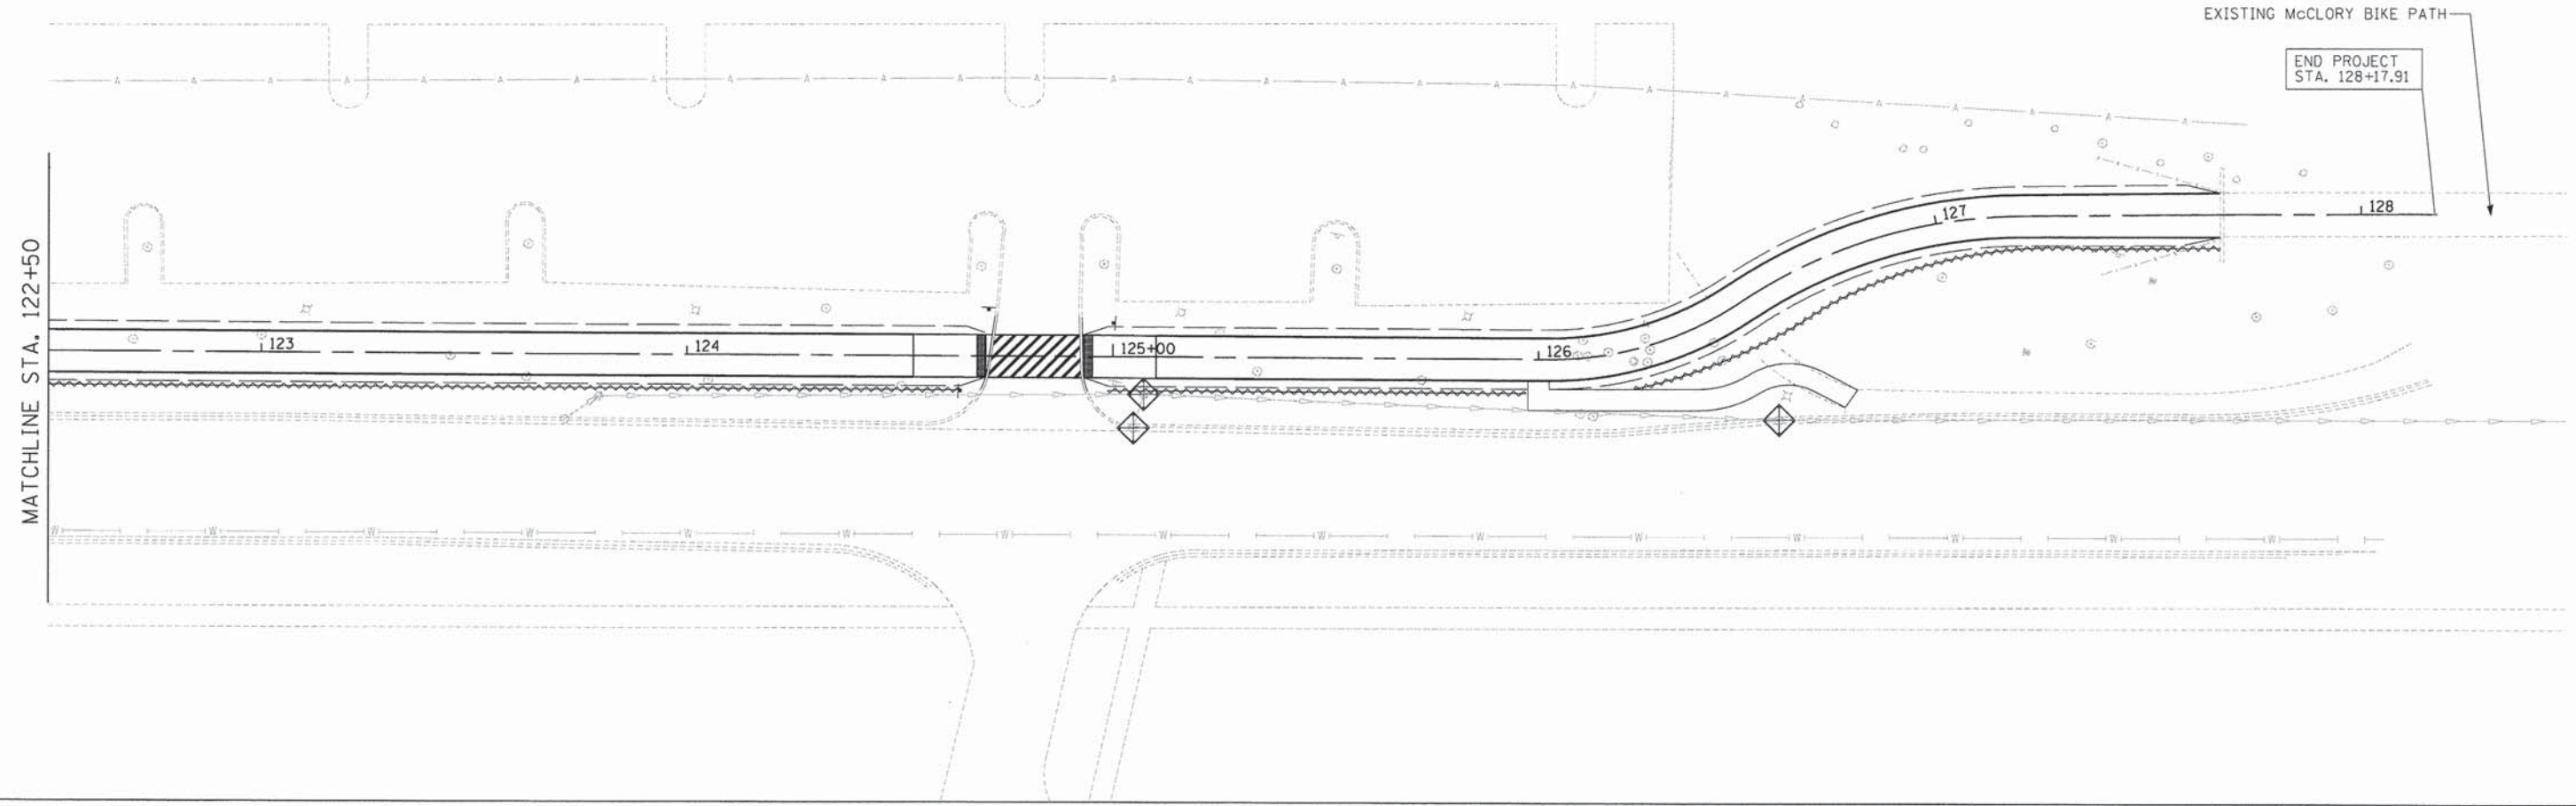 EXISTING McCLORY BIKE PATH
END PROJECT
STA. 128+17.91
A A A A A A A A A A A A A A A A A A A A A A A A A A A A
MATCHLINE STA. 122+50
123
124
125+00
126
127
128
W W W W W W W W W W W W W W W